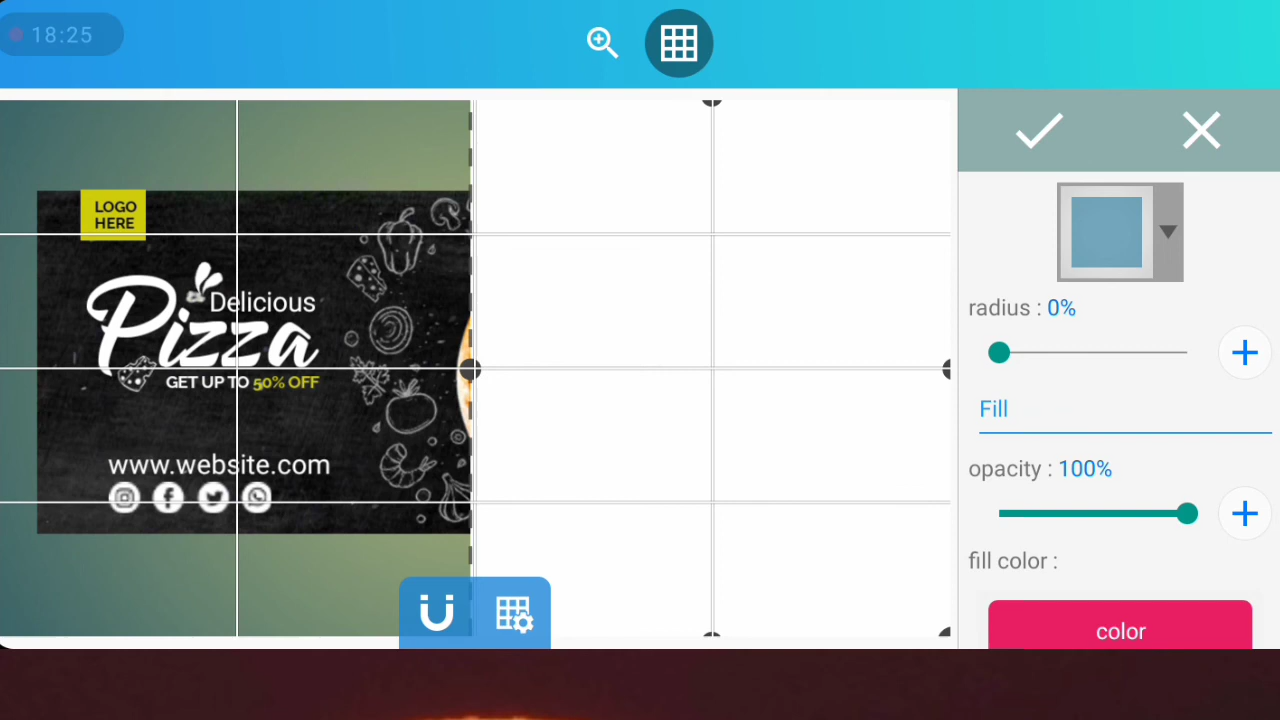 18:25
LOGO
HERE
Delicious
Pizza
GET UP TO 50% OFF
www.website.com
radius : 0%
Fill
opacity : 100%
fill color :
color